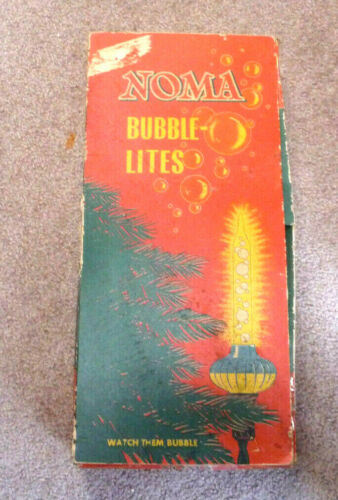 NOMA
BUBBLE-
LITES
WATCH THEM BUBBLE